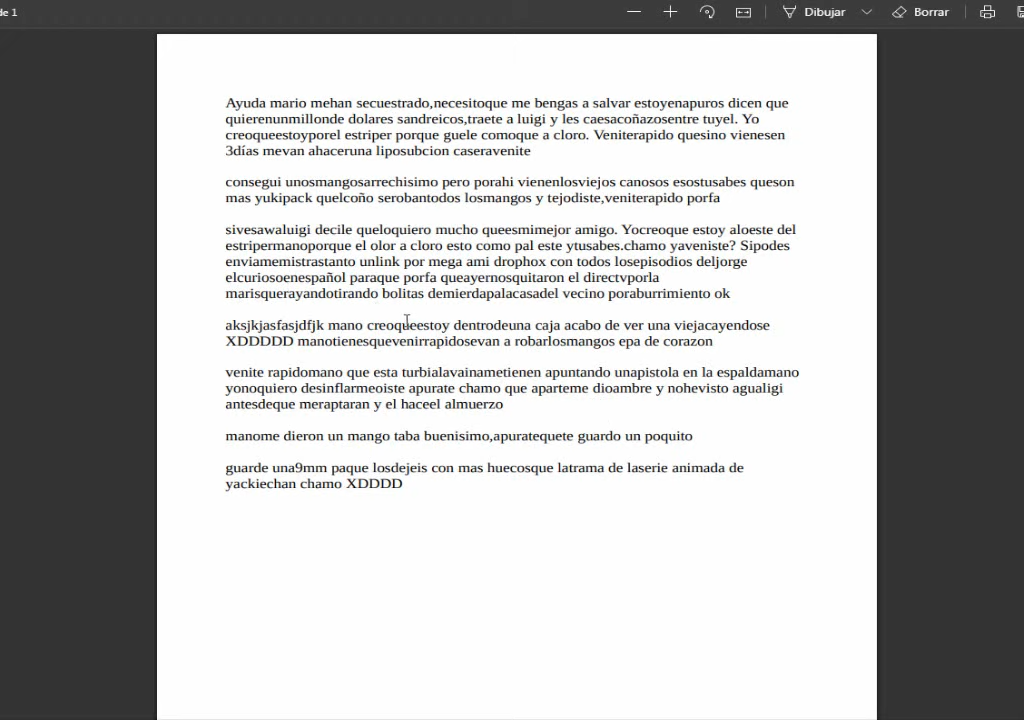 de 1
Dibujar
Borrar
Ayuda mario mehan secuestrado,necesitoque me bengas a salvar estoyenapuros dicen que
quierenunmillonde dolares sandreicos,traete a luigi y les caesacoñazosentre tuyel. Yo
creoqueestoyporel estriper porque guele comoque a cloro. Veniterapido quesino vienesen
3días mevan ahaceruna liposubcion caseravenite
consegui unosmangosarrechisimo pero porahi vienenlosviejos canosos esostusabes queson
mas yukipack quelcoño serobantodos losmangos y tejodiste,veniterapido porfa
sivesawaluigi decile queloquiero mucho queesmimejor amigo. Yocreoque estoy aloeste del
estripermanoporque el olor a cloro esto como pal este ytusabes.chamo yaveniste? Sipodes
enviamemistrastanto unlink por mega ami drophox con todos losepisodios deljorge
elcuriosoenespañol paraque porfa queayernosquitaron el directvporla
marisquerayandotirando bolitas demierdapalacasadel vecino poraburrimiento ok
aksjkjasfasjdfjk mano creoqueestoy dentrodeuna caja acabo de ver una viejacayendose
XDDDDD manotienesquevenirrapidosevan a robarlosmangos epa de corazon
venite rapidomano que esta turbialavainametienen apuntando unapistola en la espaldamano
yonoquiero desinflarmeoiste apurate chamo que aparteme dioambre y nohevisto agualigi
antesdeque meraptaran y el haceel almuerzo
manome dieron un mango taba buenisimo,apuratequete guardo un poquito
guarde una9mm paque losdejeis con mas huecosque latrama de laserie animada de
yackiechan chamo XDDDD